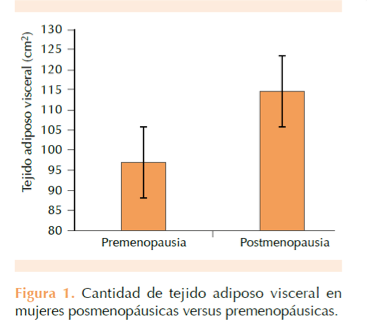 130
125
120
115
110
105
100
95
90
85
80
Tejido adiposo visceral (cm²)
Premenopausia Postmenopausia
Figura 1. Cantidad de tejido adiposo visceral en
mujeres posmenopáusicas versus premenopáusicas.